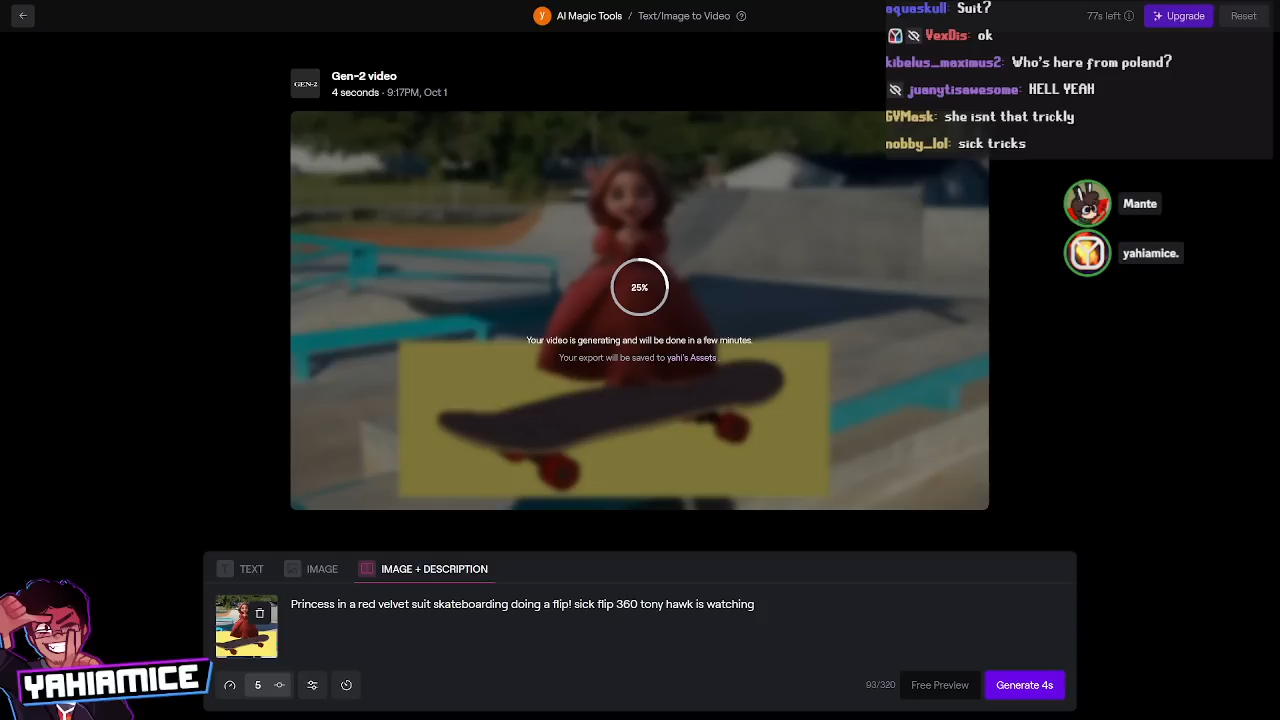 AI Magic Tools / Text/Image to Video
77s left
Upgrade
Reset
aquaskull: Suit?
VexDis: ok
kibelus_maximus2: Who's here from poland?
juanytisawesome: HELL YEAH
GVMask: she isnt that trickly
nobby_lol: sick tricks
GEN-2
Gen-2 video
4 seconds · 9:17PM, Oct 1
Mante
yahiamice.
25%
Your video is generating and will be done in a few minutes.
Your export will be saved to yahi's Assets.
T TEXT
IMAGE
IMAGE + DESCRIPTION
Princess in a red velvet suit skateboarding doing a flip! sick flip 360 tony hawk is watching
5
93/320
Free Preview
Generate 4s
YAHIAMICE